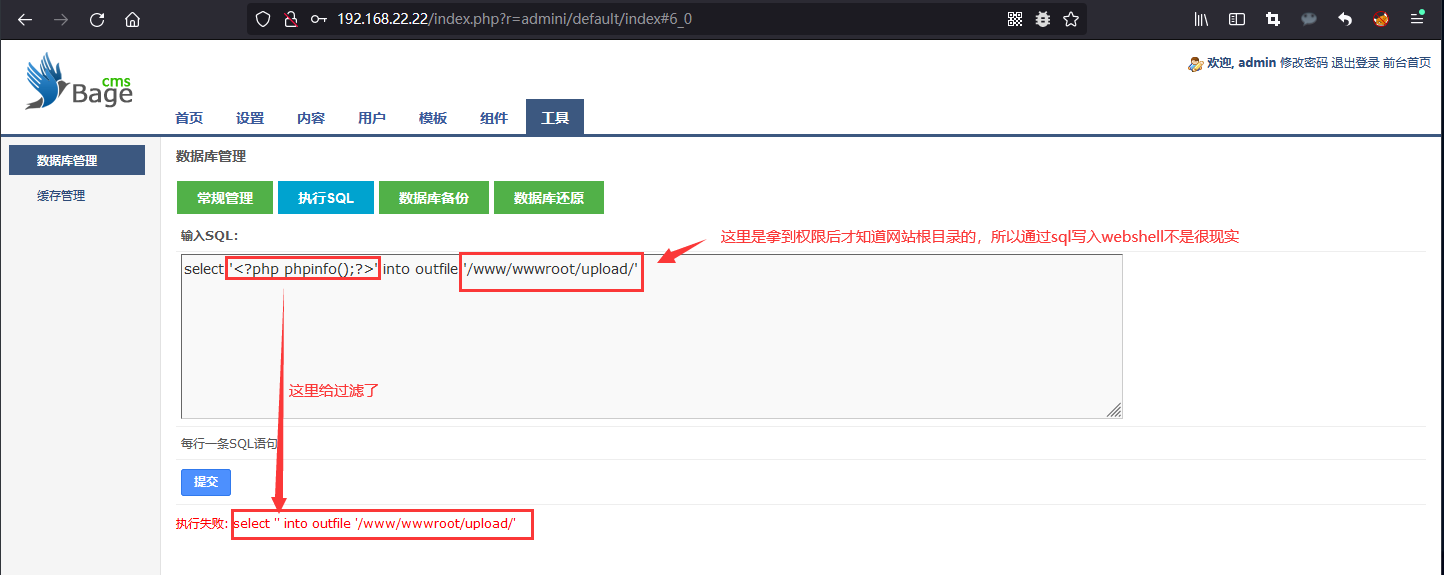 192.168.22.22/index.php?r=admini/default/index#6_0
cms
Bage
欢迎, admin 修改密码 退出登录 前台首页
首页 设置 内容 用户 模板 组件 工具
数据库管理
缓存管理
数据库管理
常规管理 执行SQL 数据库备份 数据库还原
输入SQL:
这里是拿到权限后才知道网站根目录的，所以通过sql写入webshell不是很现实
select '<?php phpinfo();?>' into outfile '/www/wwwroot/upload/'
这里给过滤了
每行一条SQL语句
提交
执行失败: select '' into outfile '/www/wwwroot/upload/'